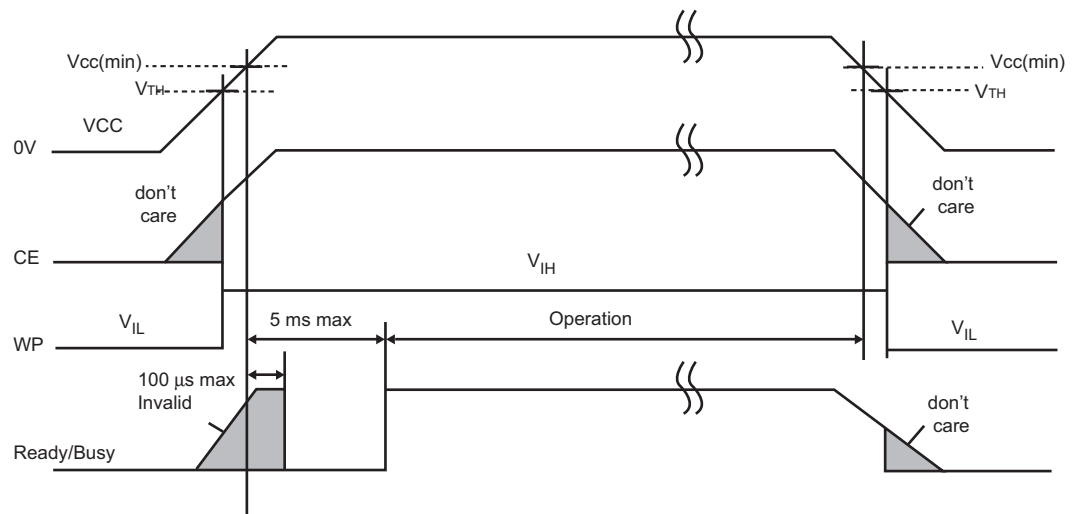 Vcc(min)
VTH
VCC
0V
Vcc(min)
VTH
don't
care
don't
care
CE
VIH
VIL
WP
5 ms max
Operation
VIL
100 μs max
Invalid
don't
care
Ready/Busy